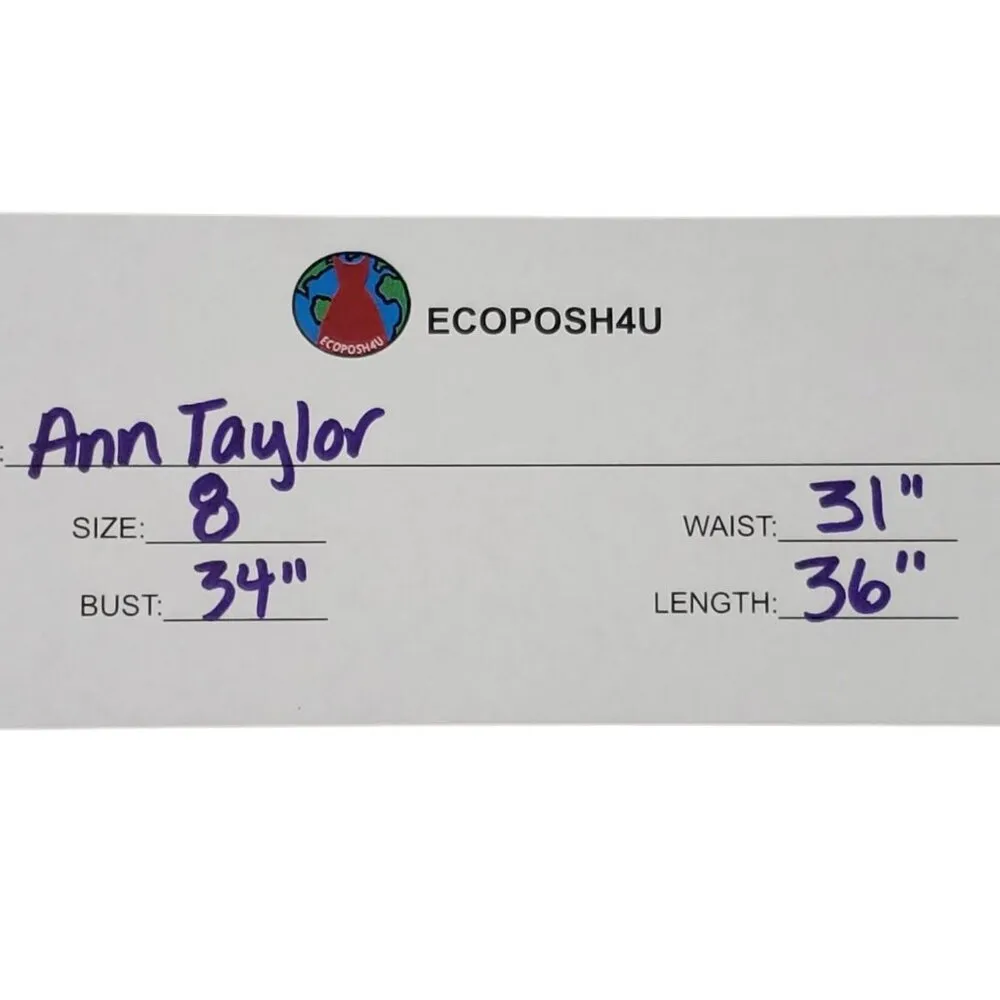 ECOPOSH4U
ECOPOSH4U
: Ann Taylor
SIZE: 8 WAIST: 31"
BUST: 34" LENGTH: 36"